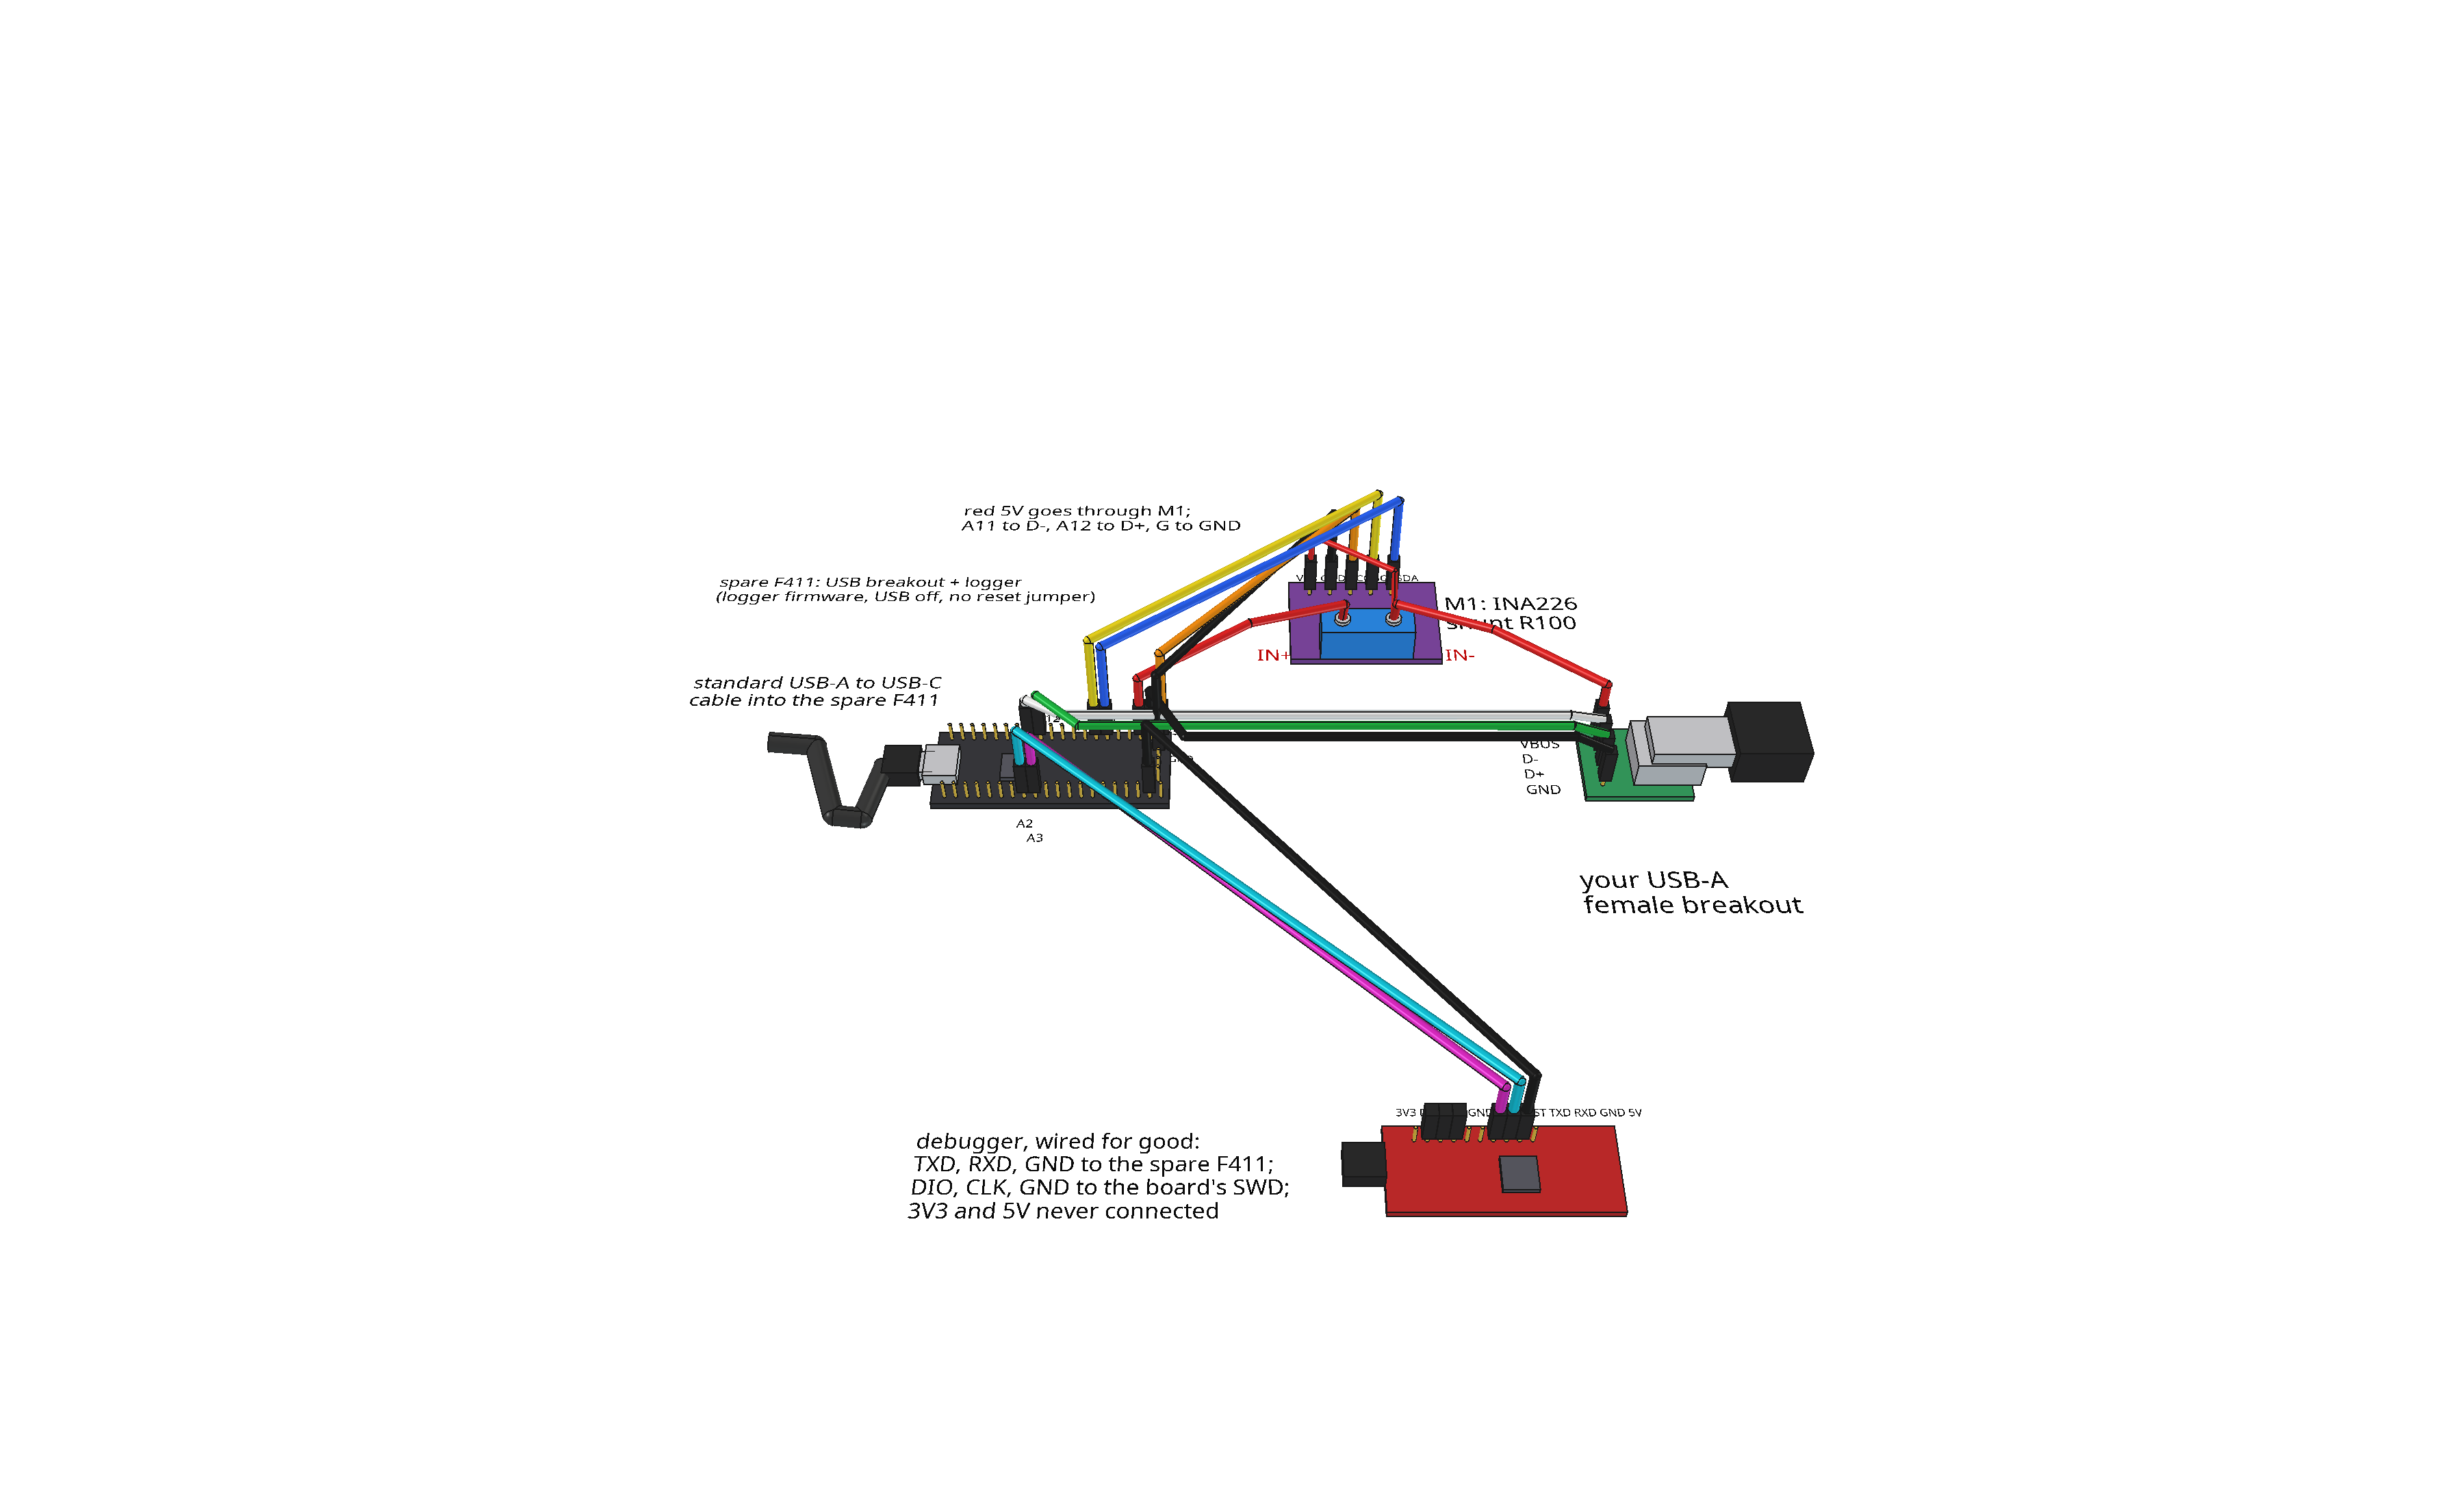 red 5V goes through M1;
A11 to D-, A12 to D+, G to GND
spare F411: USB breakout + logger
(logger firmware, USB off, no reset jumper)
M1: INA226
shunt R100
IN+
IN-
standard USB-A to USB-C
cable into the spare F411
VBUS
D-
D+
GND
A2
A3
your USB-A
female breakout
3V3 GND TXD RXD GND 5V
debugger, wired for good:
TXD, RXD, GND to the spare F411;
DIO, CLK, GND to the board's SWD;
3V3 and 5V never connected